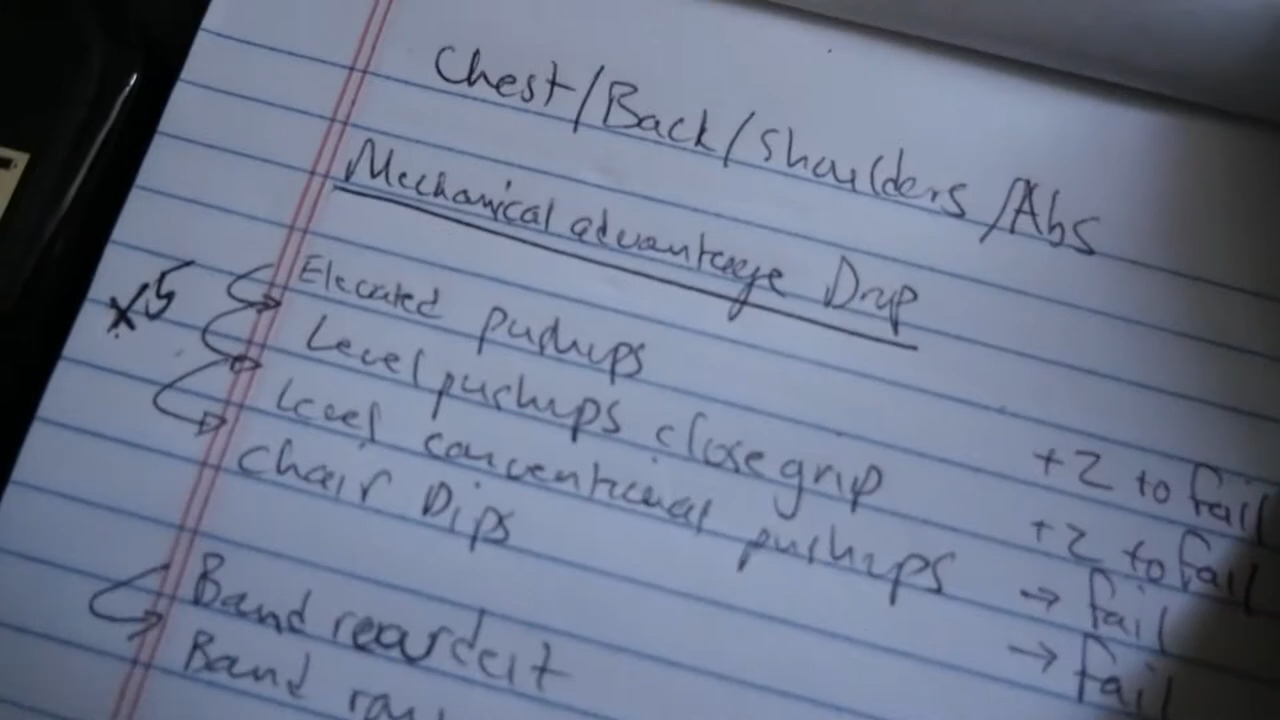 Chest/Back/Shoulders/Abs
Mechanical advantage Drop
x5
Elevated pushups +2 to fail
Level pushups close grip +2 to fail
Level conventional pushups → fail
Chair Dips → fail
Band rear delt
Band